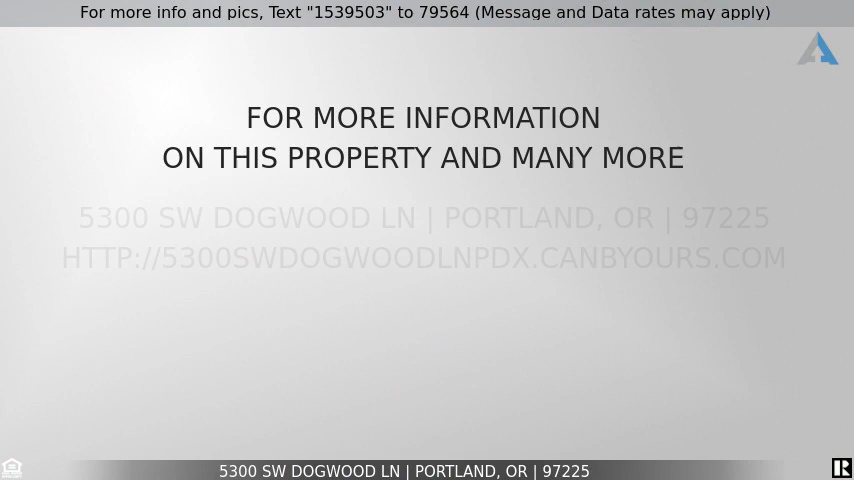 For more info and pics, Text "1539503" to 79564 (Message and Data rates may apply)
FOR MORE INFORMATION
ON THIS PROPERTY AND MANY MORE
5300 SW DOGWOOD LN | PORTLAND, OR | 97225
HTTP://5300SWDOGWOODLNPDX.CANBYOURS.COM
5300 SW DOGWOOD LN | PORTLAND, OR | 97225